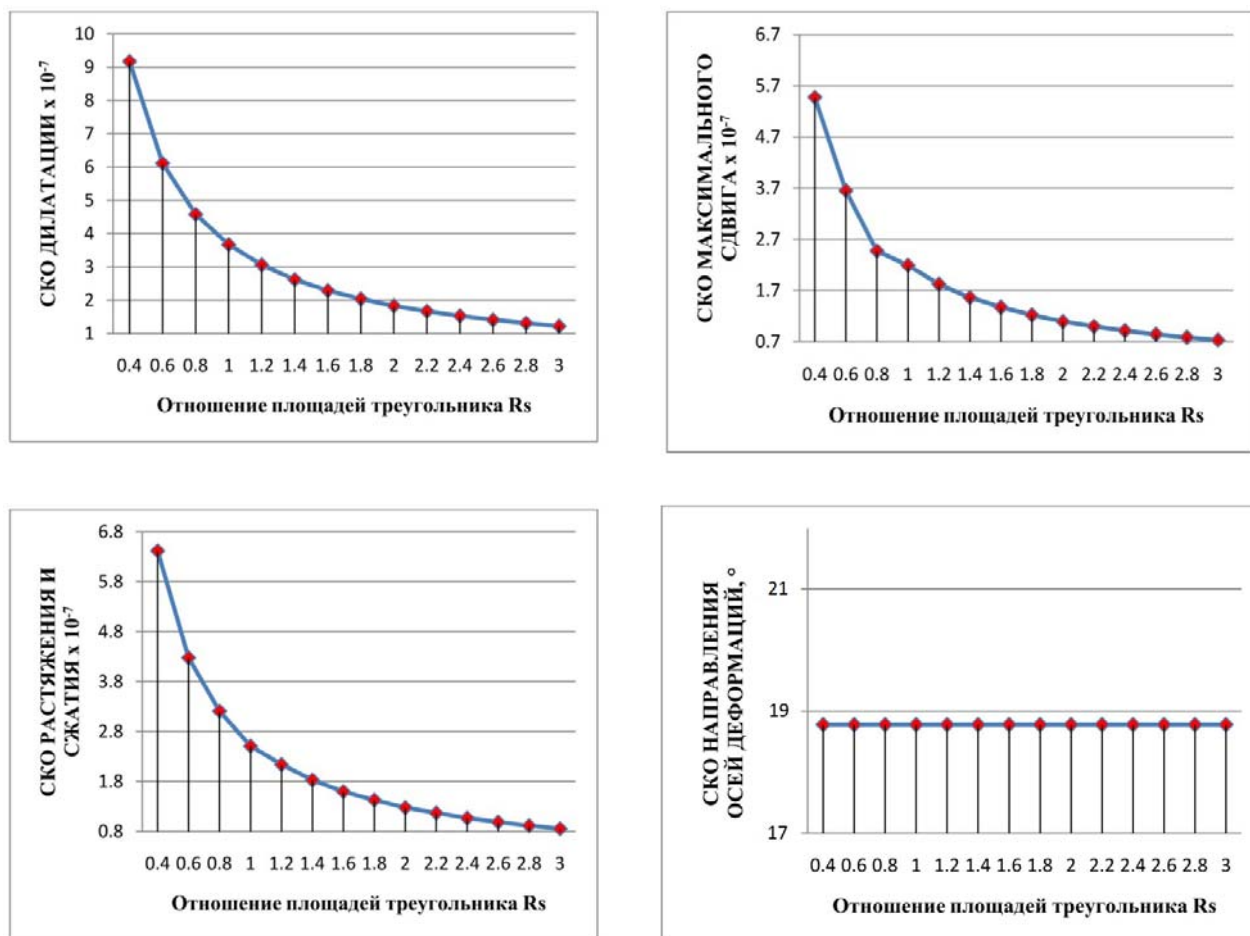 СКО ДИЛАТАЦИИ х 10⁻⁷
10
9
8
7
6
5
4
3
2
1
0.4 0.6 0.8 1 1.2 1.4 1.6 1.8 2 2.2 2.4 2.6 2.8 3
Отношение площадей треугольника Rs
СКО МАКСИМАЛЬНОГО
СДВИГА х 10⁻⁷
6.7
5.7
4.7
3.7
2.7
1.7
0.7
0.4 0.6 0.8 1 1.2 1.4 1.6 1.8 2 2.2 2.4 2.6 2.8 3
Отношение площадей треугольника Rs
СКО РАСТЯЖЕНИЯ И
СЖАТИЯ х 10⁻⁷
6.8
5.8
4.8
3.8
2.8
1.8
0.8
0.4 0.6 0.8 1 1.2 1.4 1.6 1.8 2 2.2 2.4 2.6 2.8 3
Отношение площадей треугольника Rs
СКО НАПРАВЛЕНИЯ
ОСЕЙ ДЕФОРМАЦИЙ, °
21
19
17
0.4 0.6 0.8 1 1.2 1.4 1.6 1.8 2 2.2 2.4 2.6 2.8 3
Отношение площадей треугольника Rs